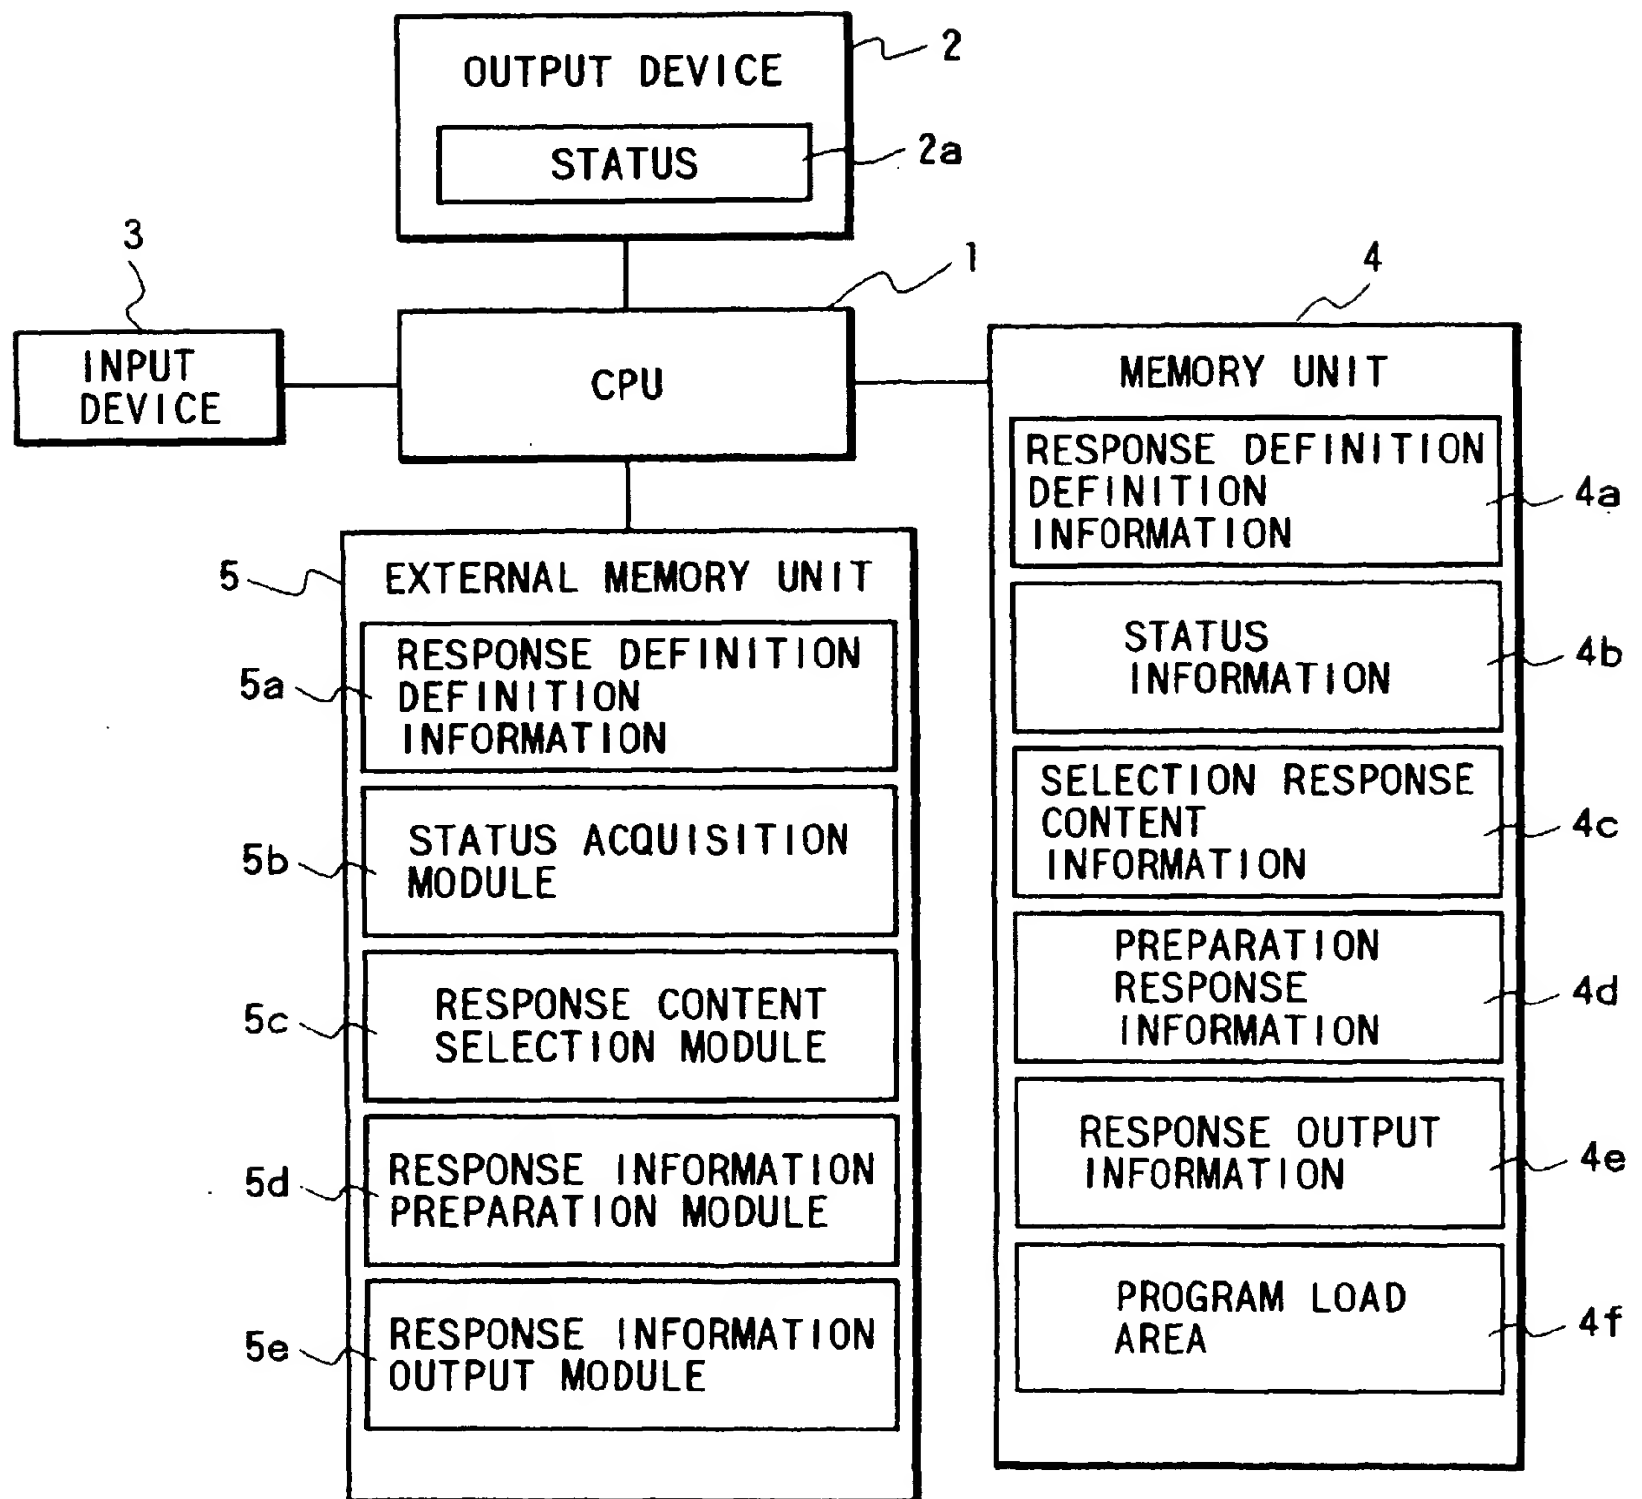 OUTPUT DEVICE
2
STATUS
2a
3
1
4
INPUT
DEVICE
CPU
MEMORY UNIT
RESPONSE DEFINITION
DEFINITION
INFORMATION
4a
STATUS
INFORMATION
4b
SELECTION RESPONSE
CONTENT
INFORMATION
4c
PREPARATION
RESPONSE
INFORMATION
4d
RESPONSE OUTPUT
INFORMATION
4e
PROGRAM LOAD
AREA
4f
5
EXTERNAL MEMORY UNIT
5a
RESPONSE DEFINITION
DEFINITION
INFORMATION
5b
STATUS ACQUISITION
MODULE
5c
RESPONSE CONTENT
SELECTION MODULE
5d
RESPONSE INFORMATION
PREPARATION MODULE
5e
RESPONSE INFORMATION
OUTPUT MODULE